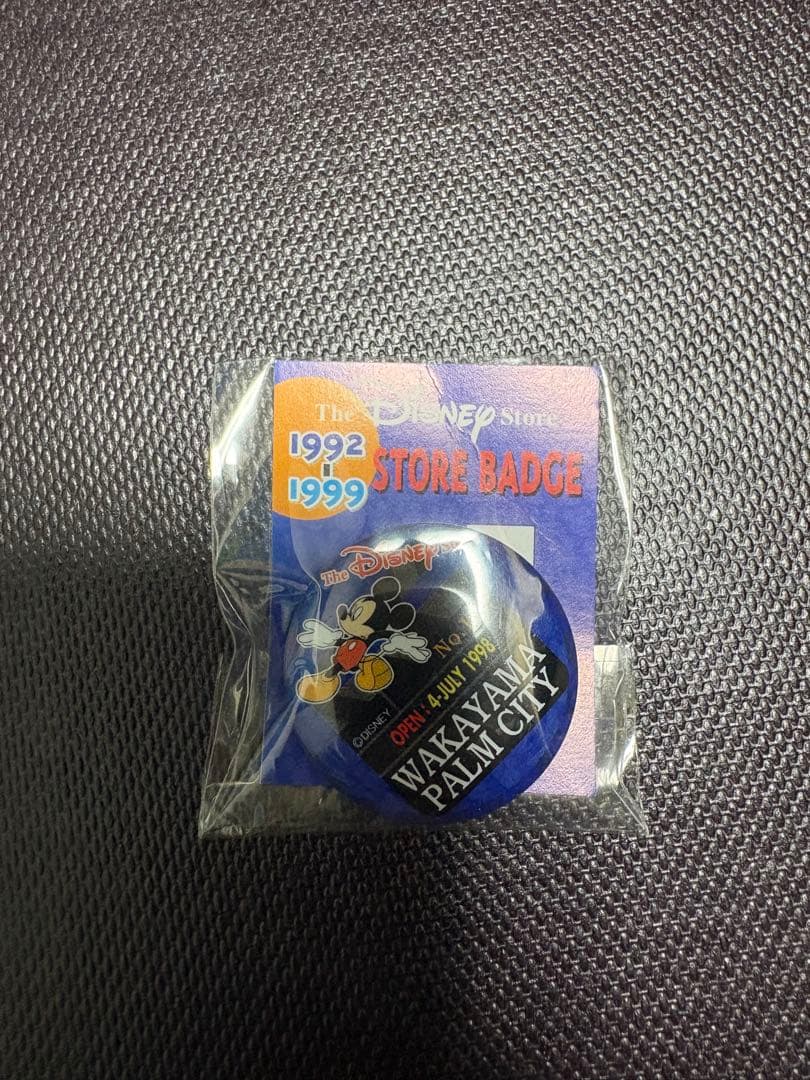 The Disney Store
1992
-
1999
STORE BADGE
The Disney
NO.
OPEN : 4-JULY 1998
WAKAYAMA
PALM CITY
©DISNEY